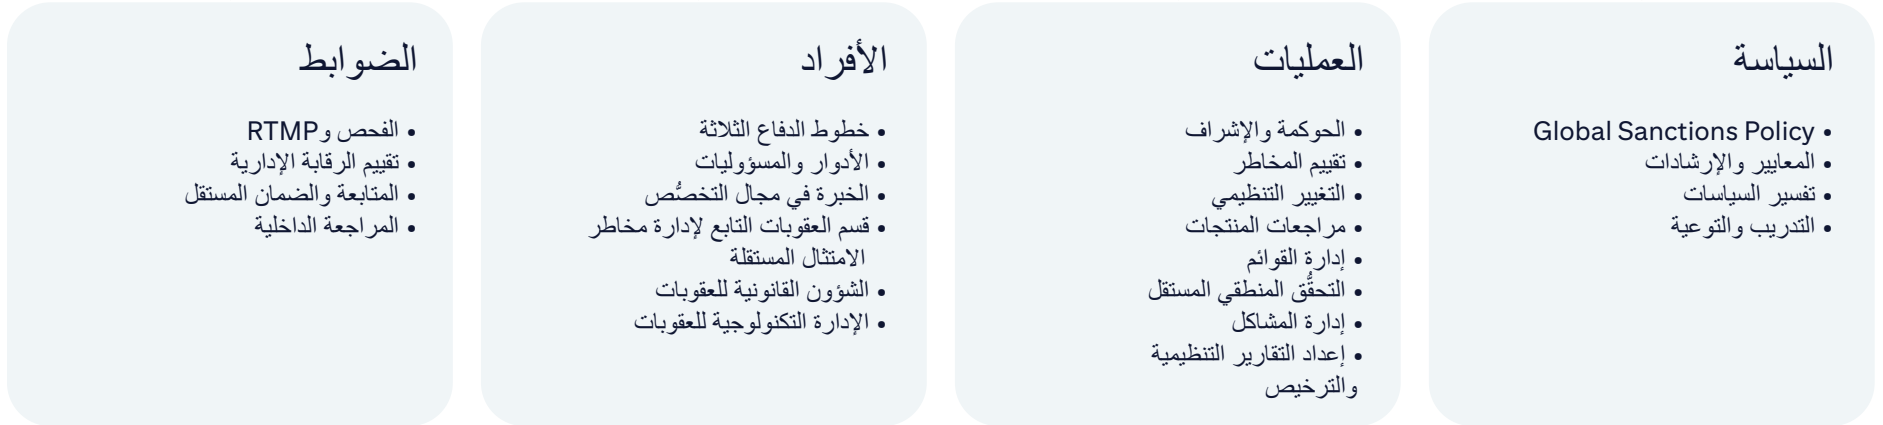 السياسة
• Global Sanctions Policy
• المعايير والإرشادات
• تفسير السياسات
• التدريب والتوعية
العمليات
• الحوكمة والإشراف
• تقييم المخاطر
• التغيير التنظيمي
• مراجعات المنتجات
• إدارة القوائم
• التحقُّق المنطقي المستقل
• إدارة المشاكل
• إعداد التقارير التنظيمية
والترخيص
الأفراد
• خطوط الدفاع الثلاثة
• الأدوار والمسؤوليات
• الخبرة في مجال التخصُّص
• قسم العقوبات التابع لإدارة مخاطر
الامتثال المستقلة
• الشؤون القانونية للعقوبات
• الإدارة التكنولوجية للعقوبات
الضوابط
• الفحص وRTMP
• تقييم الرقابة الإدارية
• المتابعة والضمان المستقل
• المراجعة الداخلية